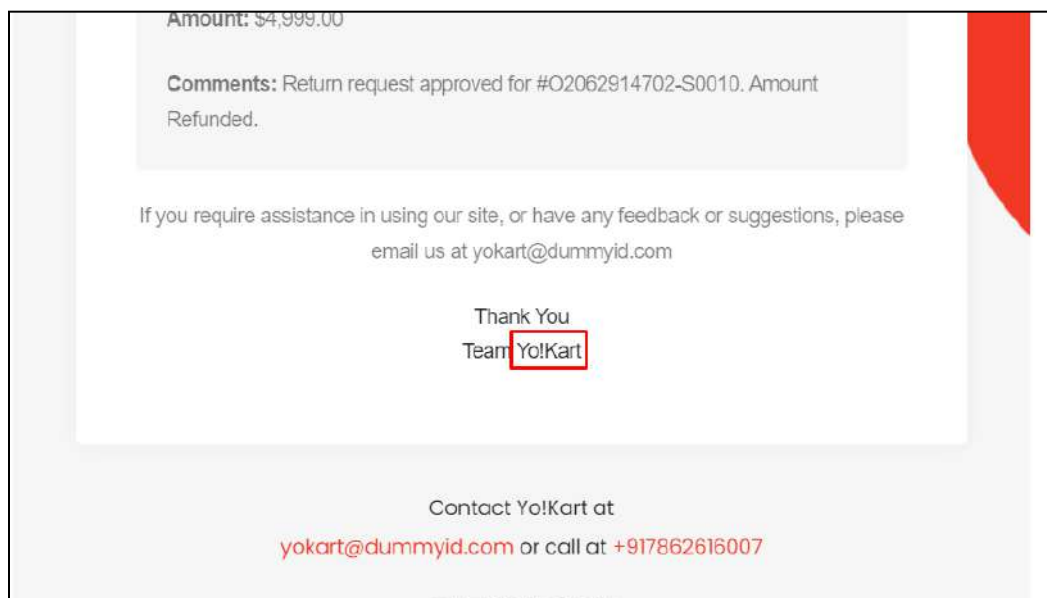 Amount: $4,999.00
Comments: Return request approved for #O2062914702-S0010. Amount
Refunded.
If you require assistance in using our site, or have any feedback or suggestions, please
email us at yokart@dummyid.com
Thank You
Team Yo!Kart
Contact Yo!Kart at
yokart@dummyid.com or call at +917862616007